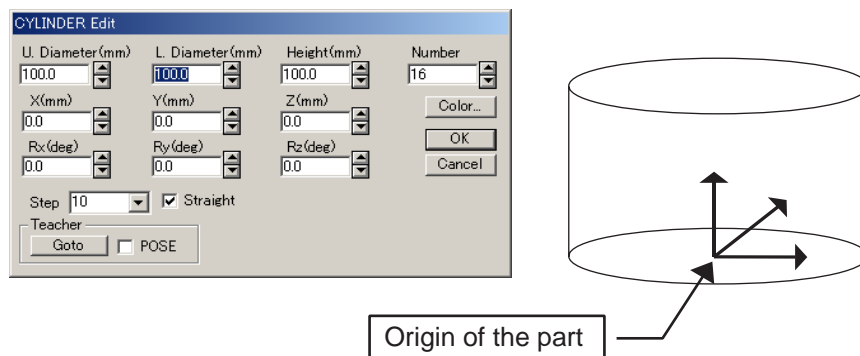 CYLINDER Edit
U. Diameter(mm) L. Diameter(mm) Height(mm) Number
100.0 100.0 100.0 16
X(mm) Y(mm) Z(mm) Color...
0.0 0.0 0.0
Rx(deg) Ry(deg) Rz(deg) OK
0.0 0.0 0.0 Cancel
Step 10 Straight
Teacher
Goto POSE
Origin of the part